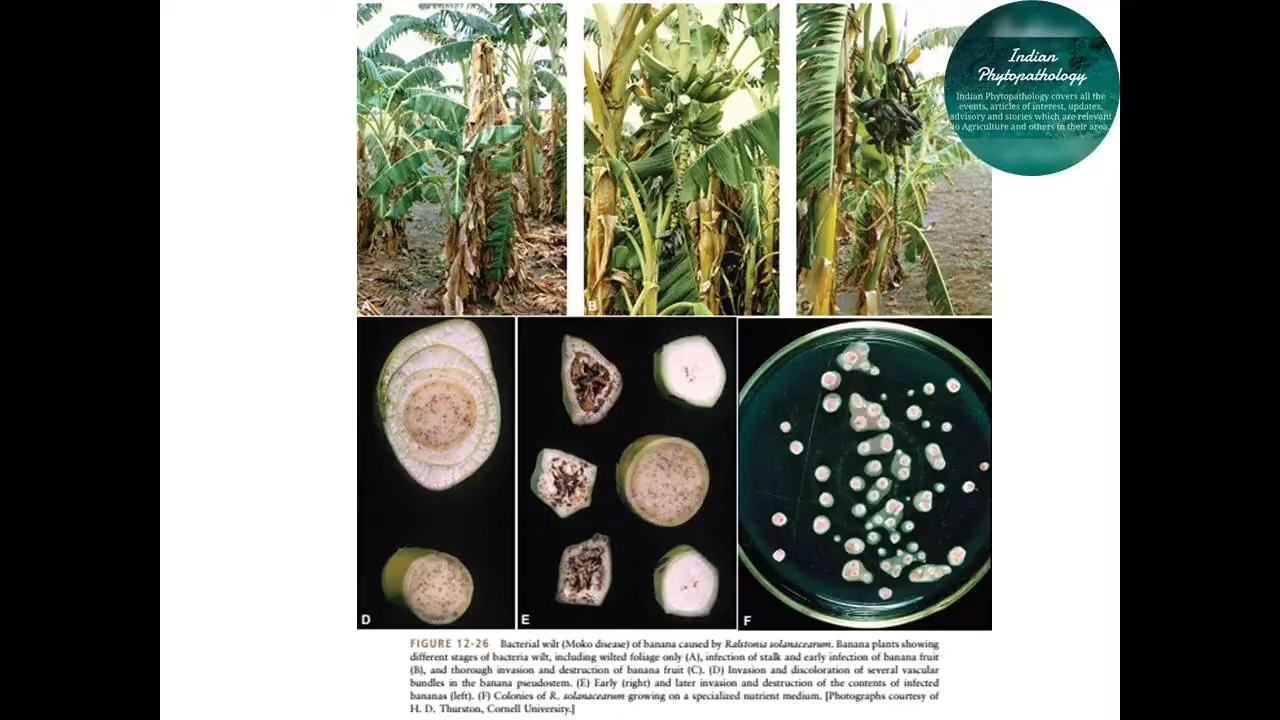 Indian
Phytopathology
Indian Phytopathology covers all the
events, articles of interest, updates,
advisory and stories which are relevant
to Agriculture and others in their area.
A
B
C
D
E
F
FIGURE 12-26 Bacterial wilt (Moko disease) of banana caused by Ralstonia solanacearum. Banana plants showing
different stages of bacteria wilt, including wilted foliage only (A), infection of stalk and early infection of banana fruit
(B), and thorough invasion and destruction of banana fruit (C). (D) Invasion and discoloration of several vascular
bundles in the banana pseudostem. (E) Early (right) and later invasion and destruction of the contents of infected
bananas (left). (F) Colonies of R. solanacearum growing on a specialized nutrient medium. [Photographs courtesy of
H. D. Thurston, Cornell University.]